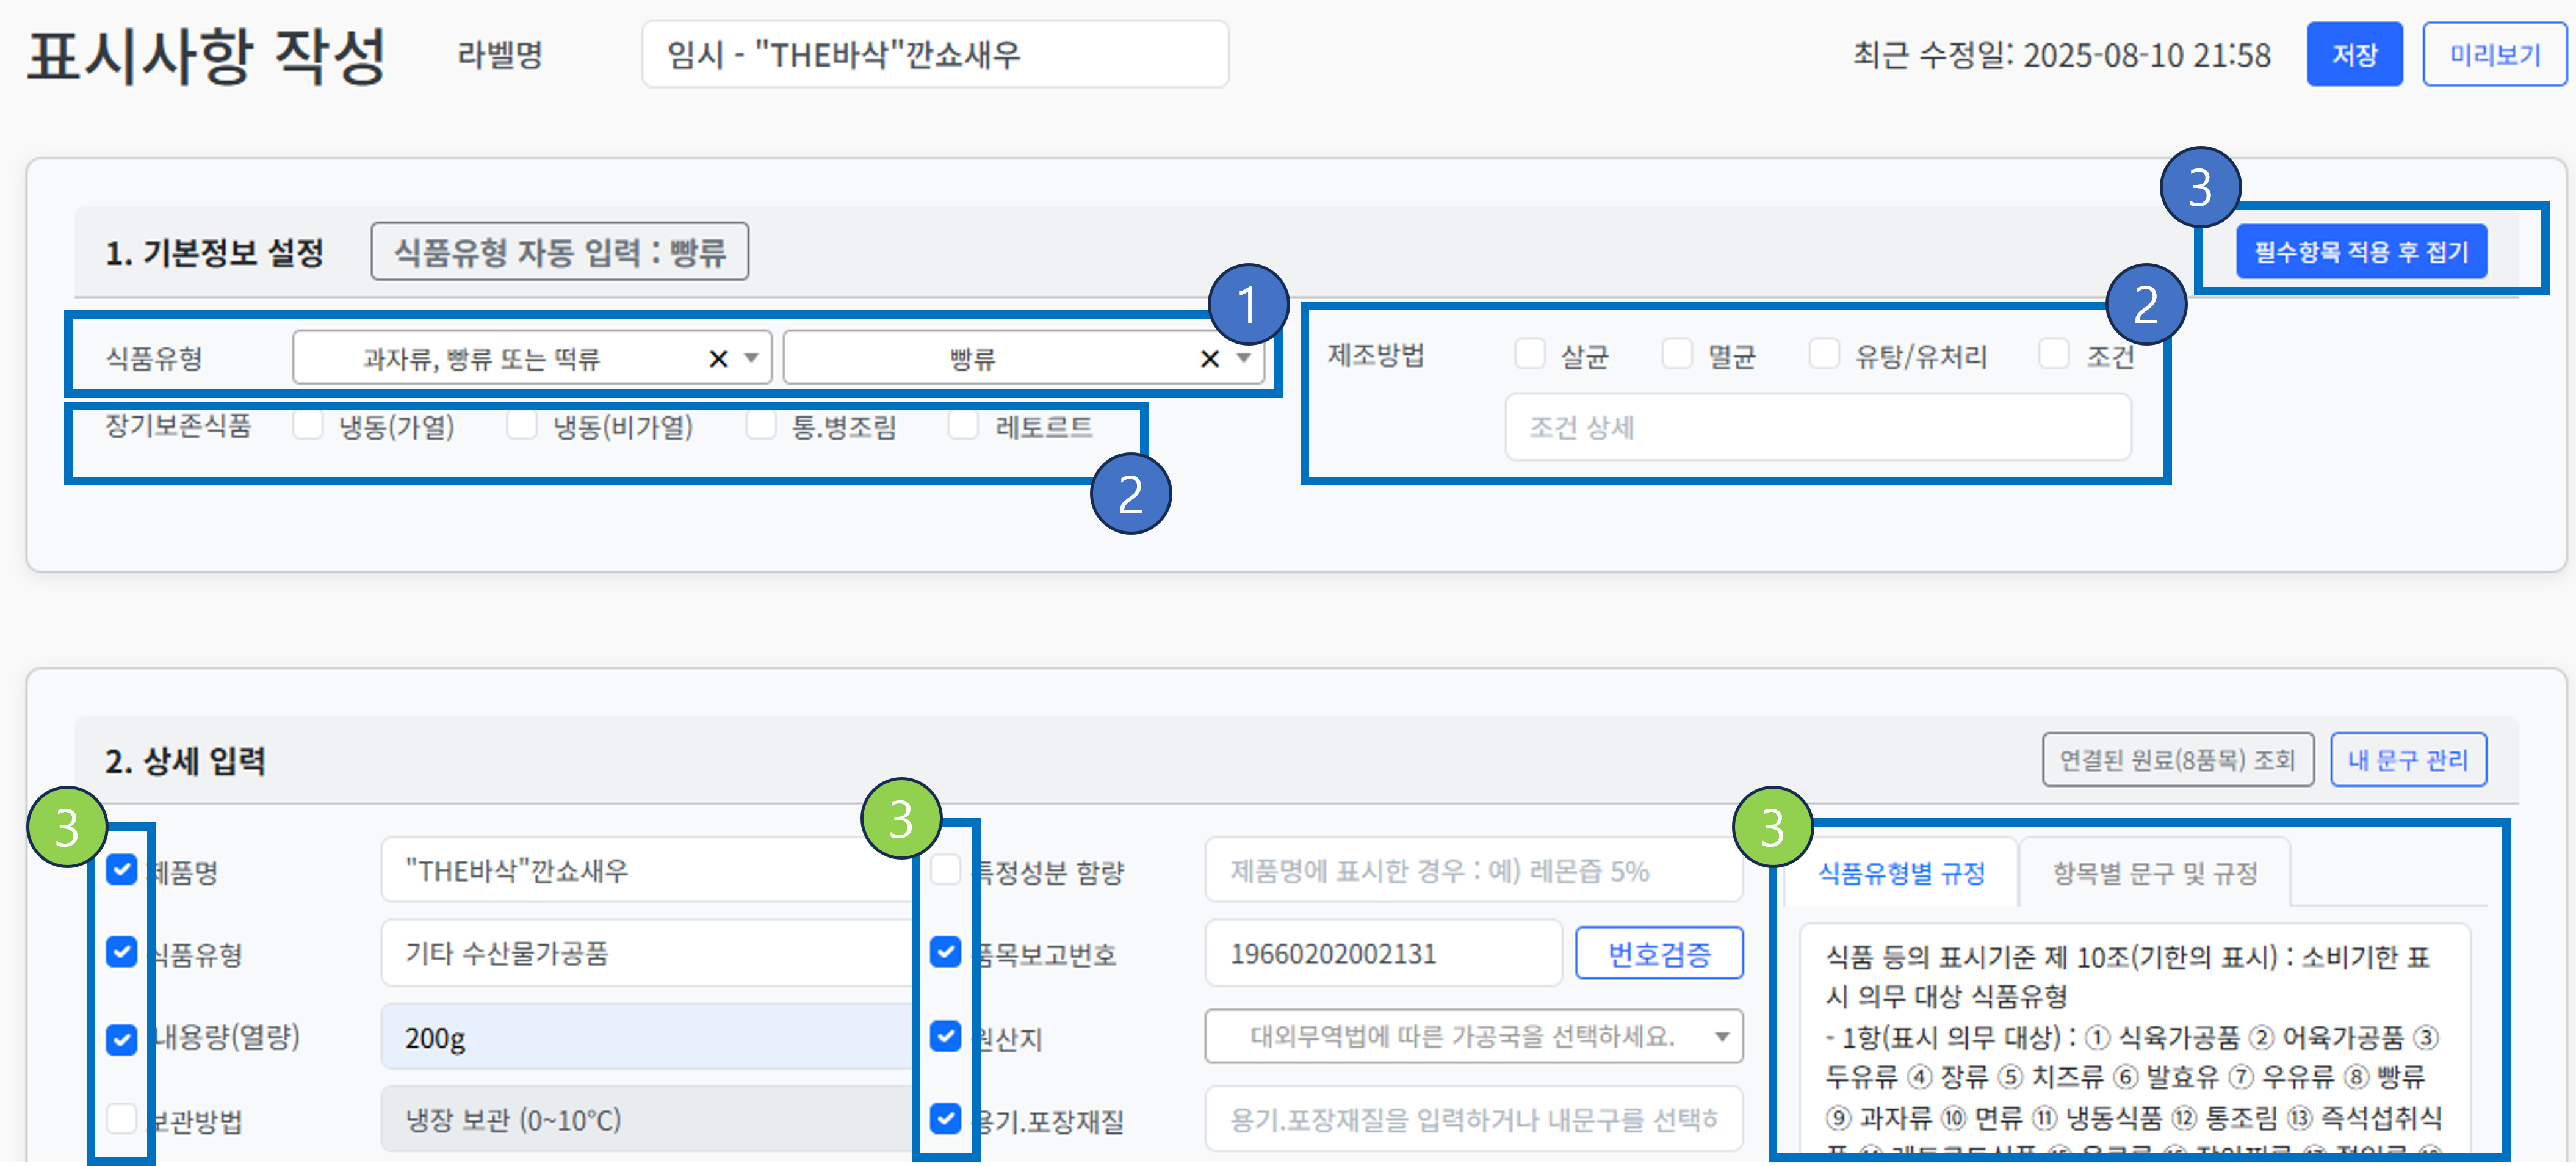 표시사항 작성 라벨명 임시 - "THE바삭"깐쇼새우 최근 수정일: 2025-08-10 21:58 저장 미리보기
3
1. 기본정보 설정 식품유형 자동 입력 : 빵류 필수항목 적용 후 접기
1 2
식품유형 과자류, 빵류 또는 떡류 × 빵류 × 제조방법 살균 멸균 유탕/유처리 조건
장기보존식품 냉동(가열) 냉동(비가열) 통.병조림 레토르트 조건 상세
2
2. 상세 입력 연결된 원료(8품목) 조회 내 문구 관리
3 3 3
제품명 "THE바삭"깐쇼새우 특정성분 함량 제품명에 표시한 경우 : 예) 레몬즙 5% 식품유형별 규정 항목별 문구 및 규정
식품유형 기타 수산물가공품 품목보고번호 19660202002131 번호검증
내용량(열량) 200g 원산지 대외무역법에 따른 가공국을 선택하세요.
보관방법 냉장 보관 (0~10℃) 용기.포장재질 용기.포장재질을 입력하거나 내문구를 선택
식품 등의 표시기준 제 10조(기한의 표시) : 소비기한 표
시 의무 대상 식품유형
- 1항(표시 의무 대상) : ① 식육가공품 ② 어육가공품 ③
두유류 ④ 장류 ⑤ 치즈류 ⑥ 발효유 ⑦ 우유류 ⑧ 빵류
⑨ 과자류 ⑩ 면류 ⑪ 냉동식품 ⑫ 통조림 ⑬ 즉석섭취식